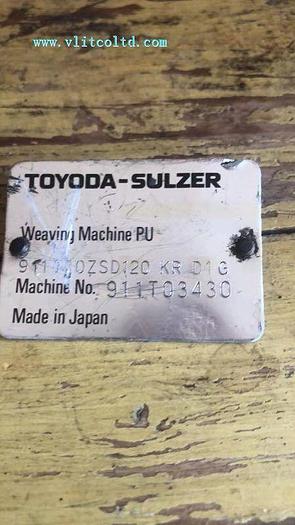 www.vlitcoltd.com
TOYODA-SULZER
Weaving Machine PU
KR D1G
Machine No. 911T03430
Made in Japan